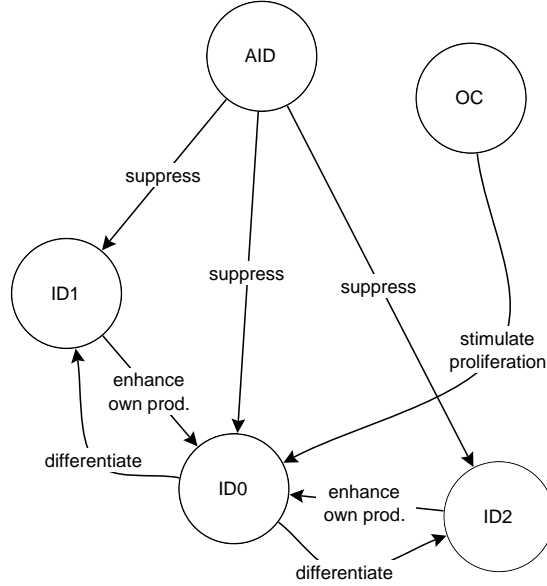 AID
OC
suppress
suppress
suppress
ID1
stimulate
proliferation
enhance
own prod.
differentiate
ID0
enhance
own prod.
ID2
differentiate